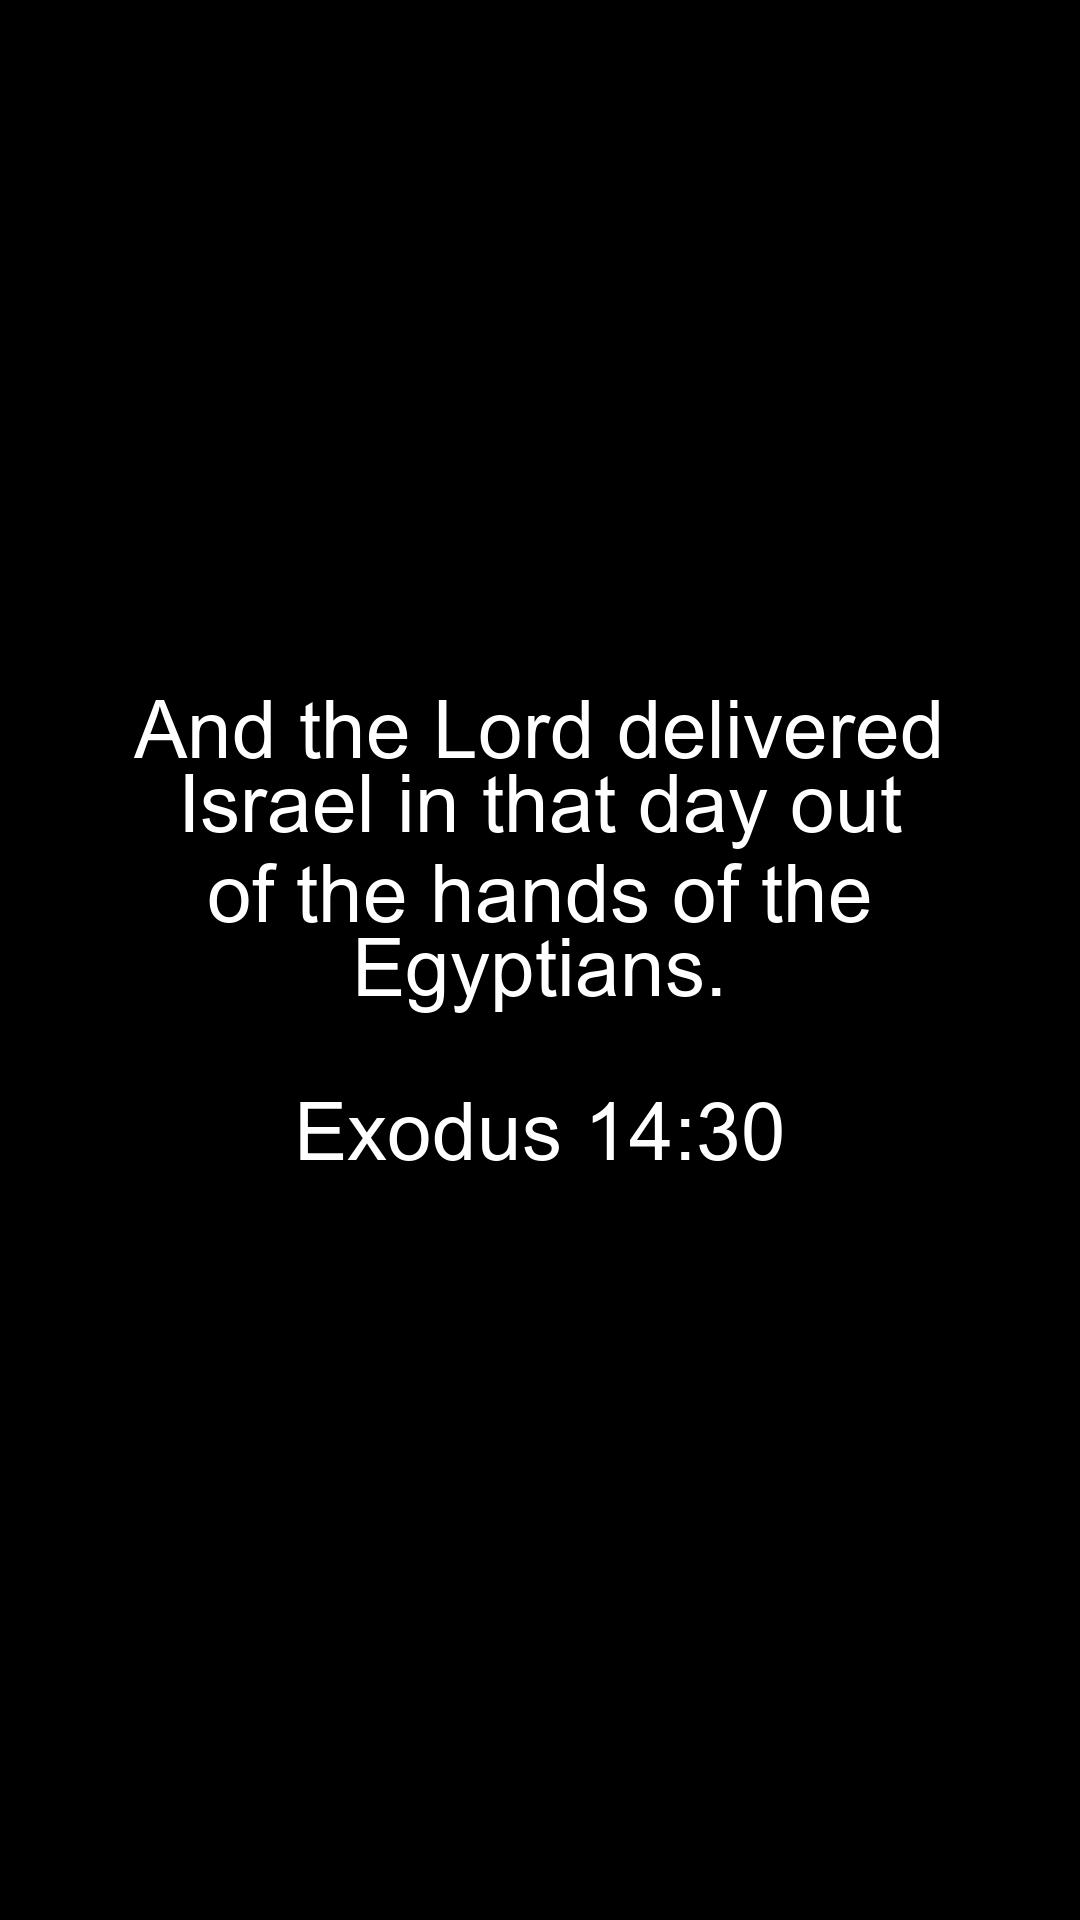 And the Lord delivered
Israel in that day out
of the hands of the
Egyptians.
Exodus 14:30